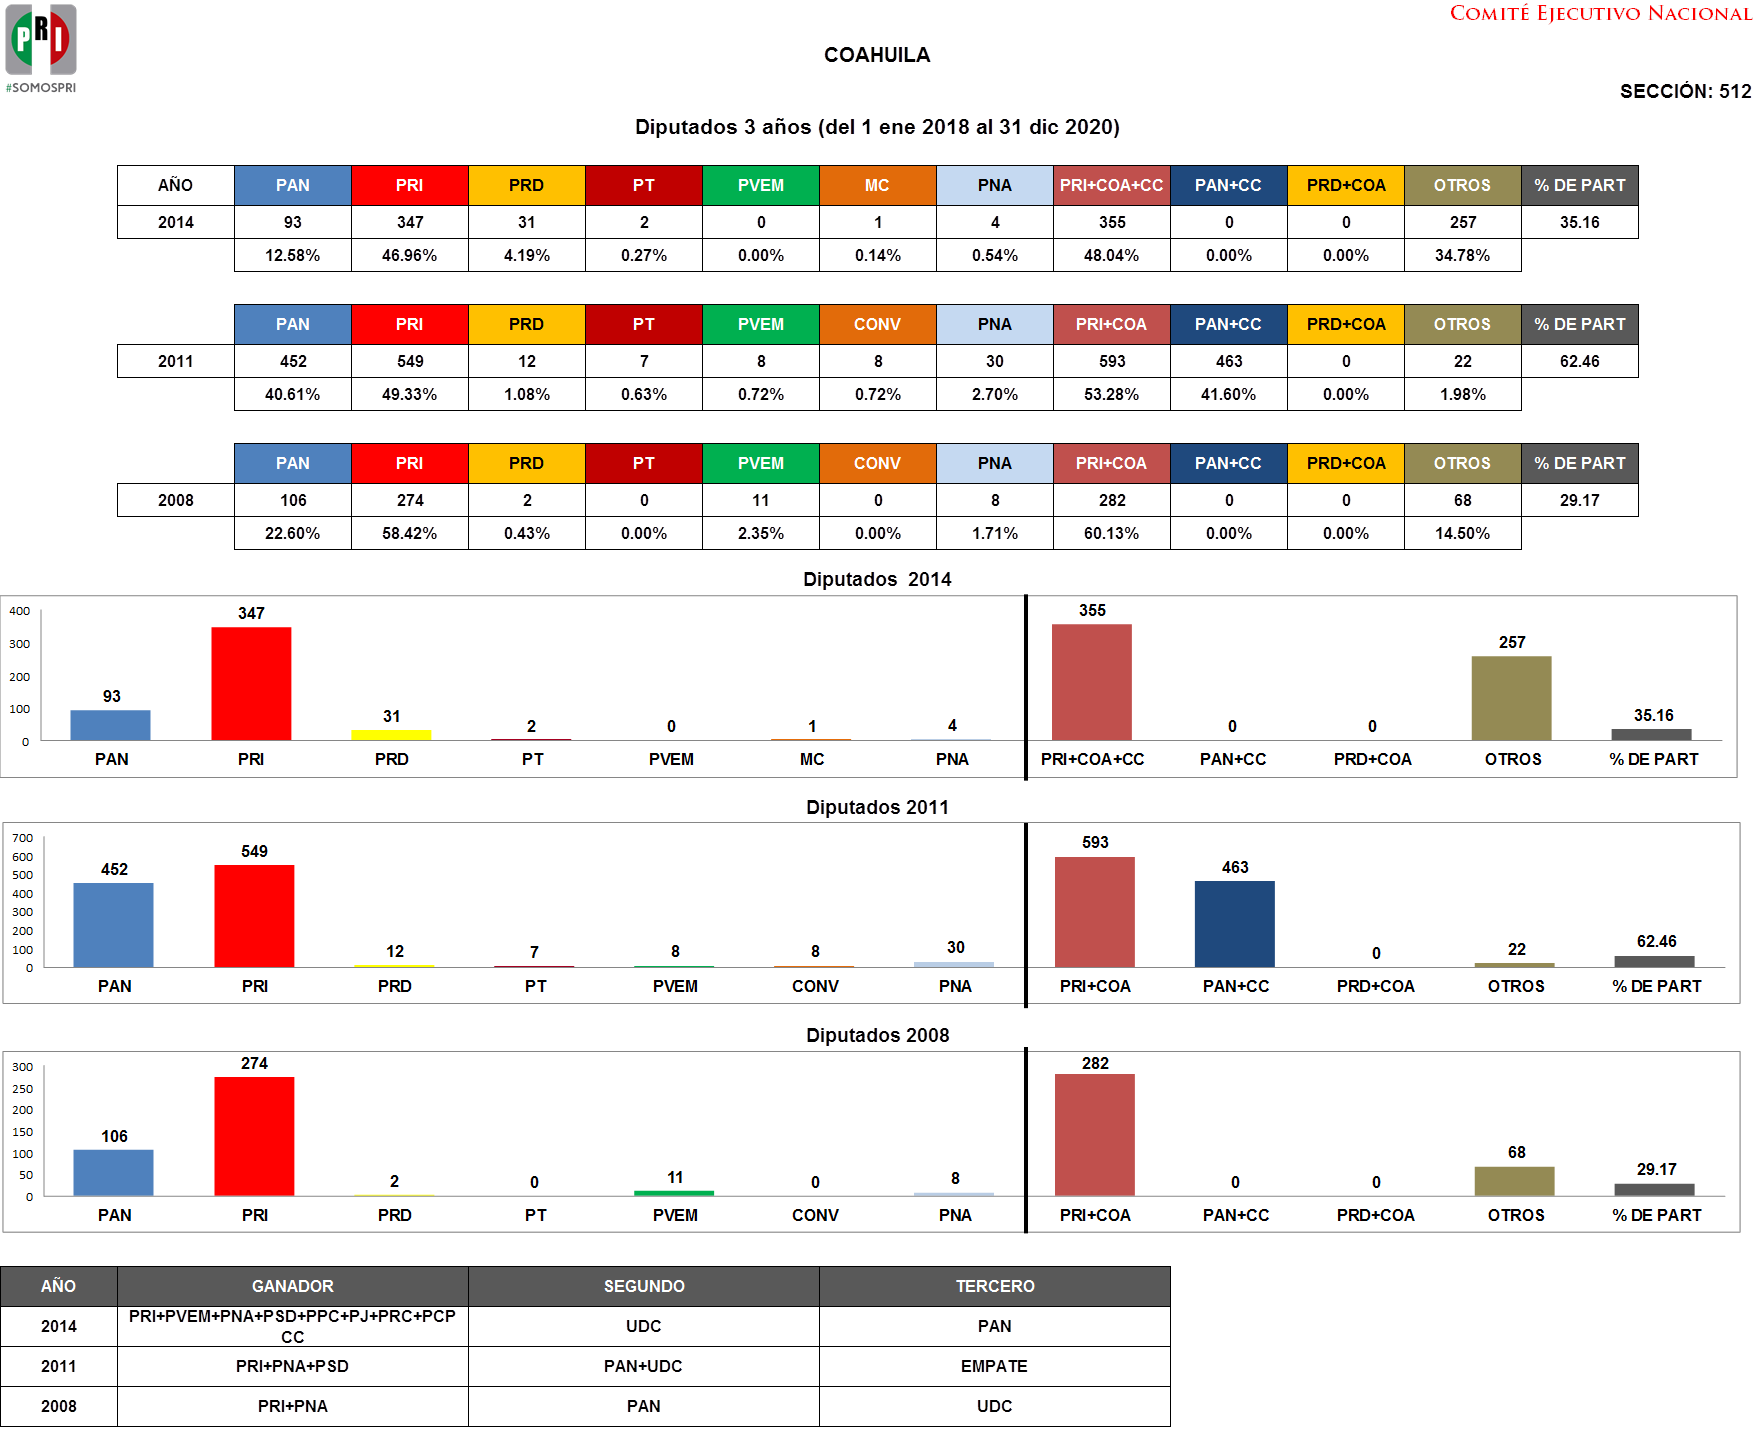 PRI
#SOMOSPRI
COMITÉ EJECUTIVO NACIONAL
COAHUILA
SECCIÓN: 512
Diputados 3 años (del 1 ene 2018 al 31 dic 2020)
AÑO PAN PRI PRD PT PVEM MC PNA PRI+COA+CC PAN+CC PRD+COA OTROS % DE PART
2014 93 347 31 2 0 1 4 355 0 0 257 35.16
12.58% 46.96% 4.19% 0.27% 0.00% 0.14% 0.54% 48.04% 0.00% 0.00% 34.78%
PAN PRI PRD PT PVEM CONV PNA PRI+COA PAN+CC PRD+COA OTROS % DE PART
2011 452 549 12 7 8 8 30 593 463 0 22 62.46
40.61% 49.33% 1.08% 0.63% 0.72% 0.72% 2.70% 53.28% 41.60% 0.00% 1.98%
PAN PRI PRD PT PVEM CONV PNA PRI+COA PAN+CC PRD+COA OTROS % DE PART
2008 106 274 2 0 11 0 8 282 0 0 68 29.17
22.60% 58.42% 0.43% 0.00% 2.35% 0.00% 1.71% 60.13% 0.00% 0.00% 14.50%
Diputados 2014
400
300
200
100
0
93 347 31 2 0 1 4 355 0 0 257 35.16
PAN PRI PRD PT PVEM MC PNA PRI+COA+CC PAN+CC PRD+COA OTROS % DE PART
Diputados 2011
700
600
500
400
300
200
100
0
452 549 12 7 8 8 30 593 463 0 22 62.46
PAN PRI PRD PT PVEM CONV PNA PRI+COA PAN+CC PRD+COA OTROS % DE PART
Diputados 2008
300
250
200
150
100
50
0
106 274 2 0 11 0 8 282 0 0 68 29.17
PAN PRI PRD PT PVEM CONV PNA PRI+COA PAN+CC PRD+COA OTROS % DE PART
AÑO GANADOR SEGUNDO TERCERO
2014 PRI+PVEM+PNA+PSD+PPC+PJ+PRC+PCP
CC UDC PAN
2011 PRI+PNA+PSD PAN+UDC EMPATE
2008 PRI+PNA PAN UDC